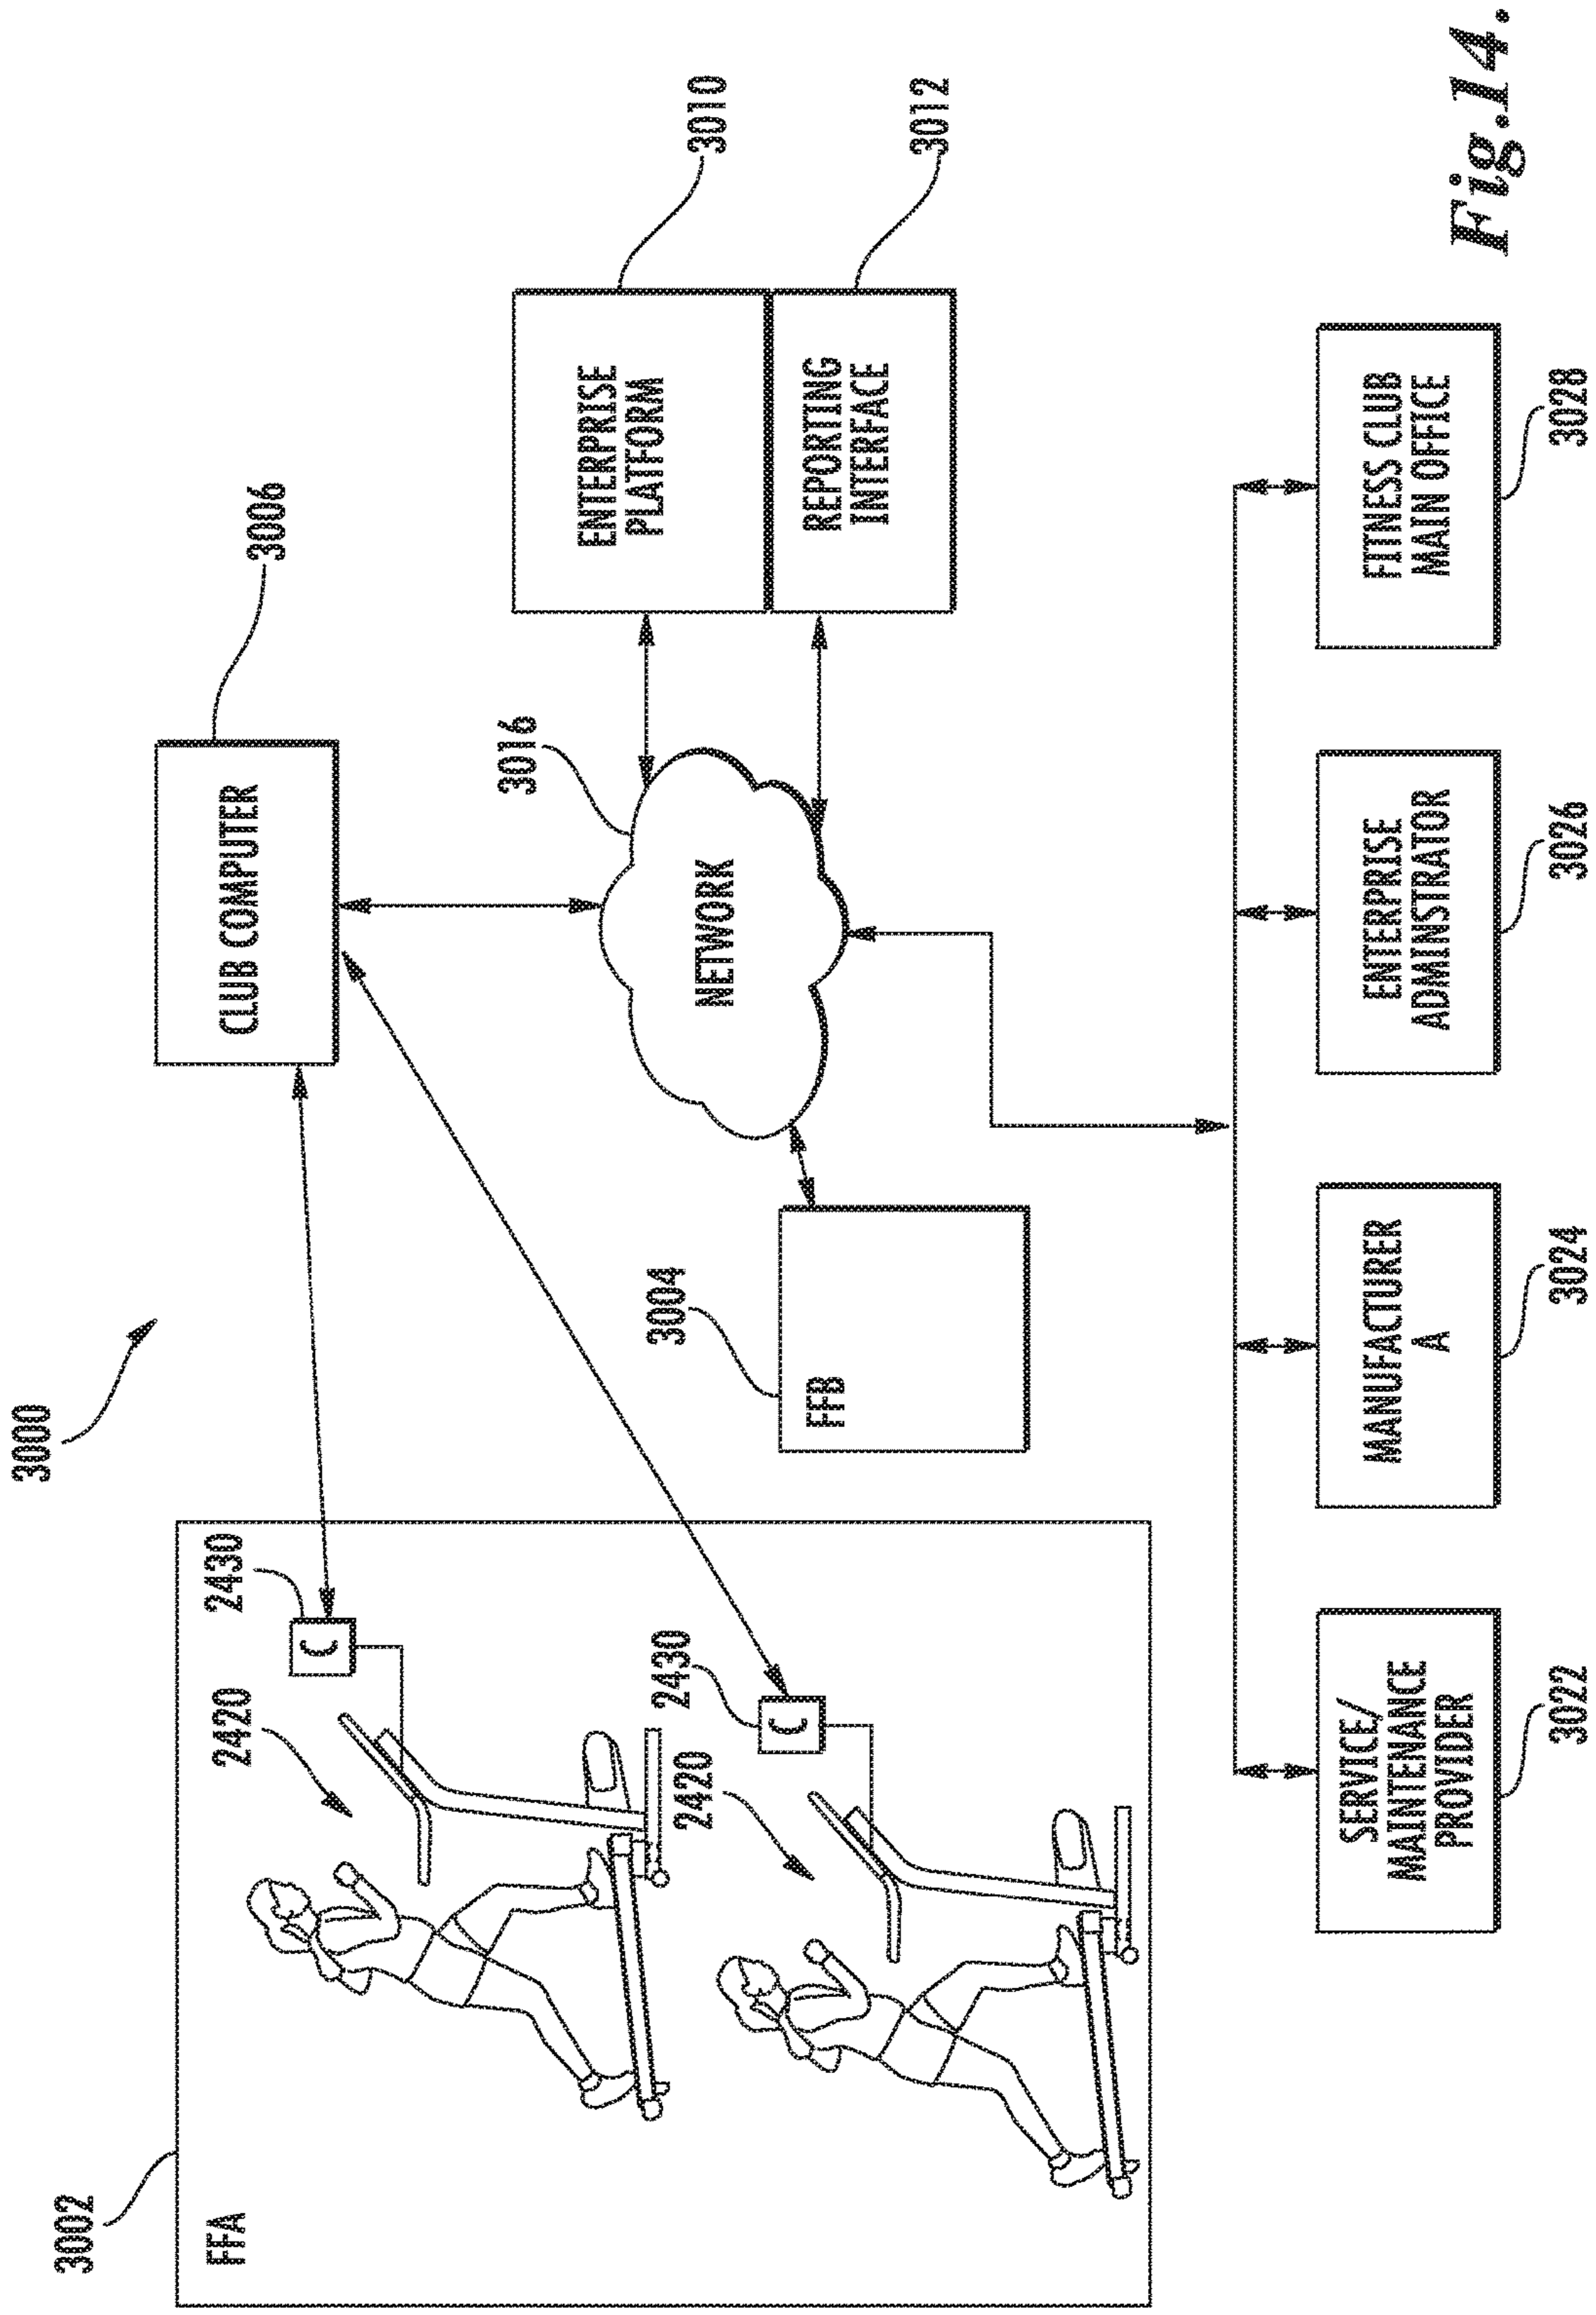 3000
3002
FFA
2420
2430
C
2420
2430
C
CLUB COMPUTER
3006
3004
FFB
NETWORK
3016
ENTERPRISE
PLATFORM
3010
REPORTING
INTERFACE
3012
SERVICE/
MAINTENANCE
PROVIDER
3022
MANUFACTURER
A
3024
ENTERPRISE
ADMINSTRATOR
3026
FITNESS CLUB
MAIN OFFICE
3028
Fig.14.